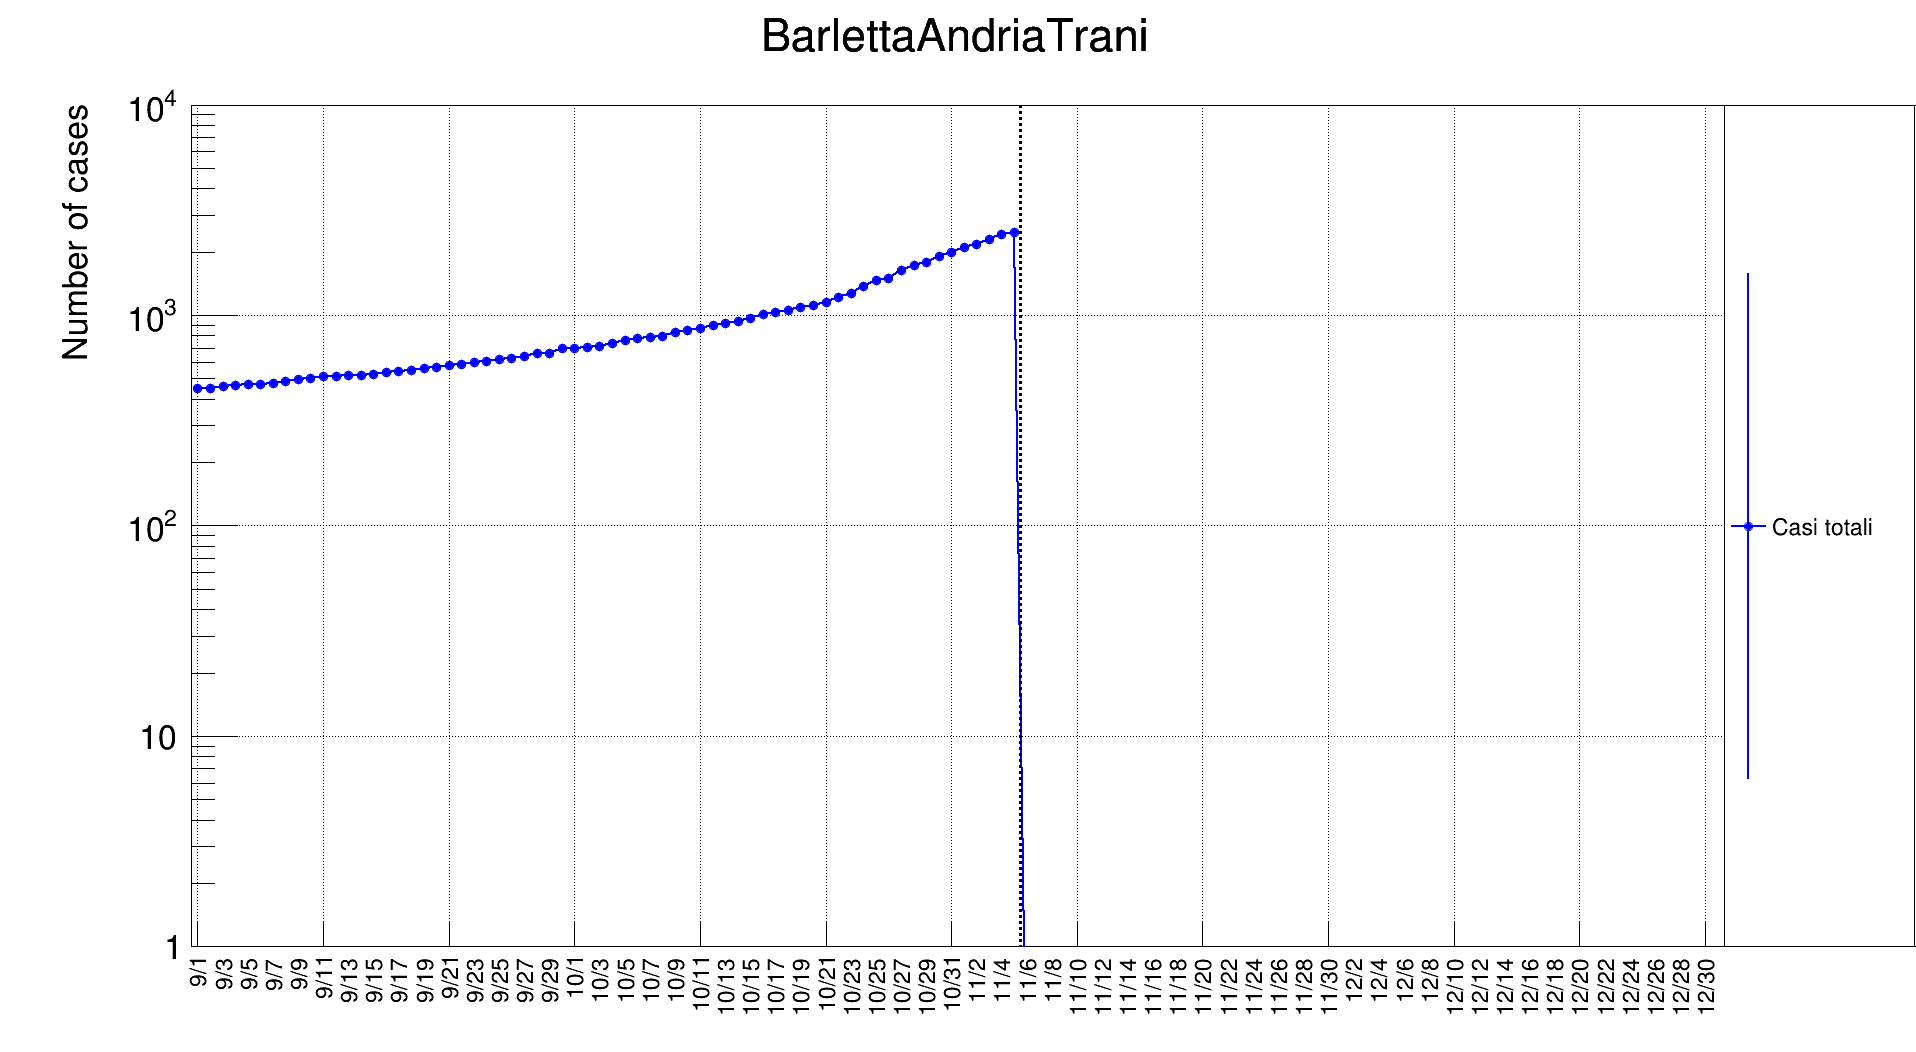 BarlettaAndriaTrani
Number of cases
10^4
10^3
10^2
10
1
9/1 9/3 9/5 9/7 9/9 9/11 9/13 9/15 9/17 9/19 9/21 9/23 9/25 9/27 9/29 10/1 10/3 10/5 10/7 10/9 10/11 10/13 10/15 10/17 10/19 10/21 10/23 10/25 10/27 10/29 10/31 11/2 11/4 11/6 11/8 11/10 11/12 11/14 11/16 11/18 11/20 11/22 11/24 11/26 11/28 11/30 12/2 12/4 12/6 12/8 12/10 12/12 12/14 12/16 12/18 12/20 12/22 12/24 12/26 12/28 12/30
Casi totali